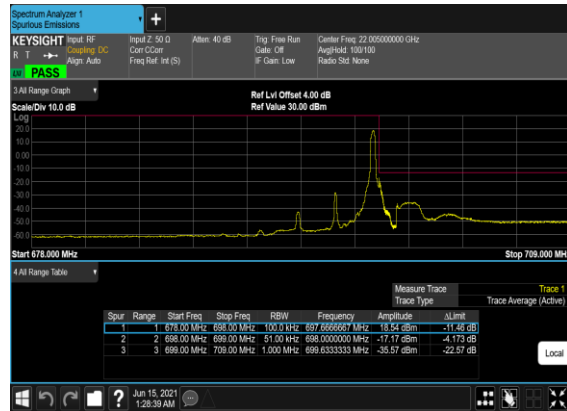 Spectrum Analyzer 1
Spurious Emissions
+
KEYSIGHT Input: RF Input Z: 50 Ω Atten: 40 dB Trig: Free Run Center Freq: 22.005000000 GHz
R T Coupling: DC Corr CCorr Gate: Off Avg|Hold: 100/100
Align: Auto Freq Ref: Int (S) IF Gain: Low Radio Std: None
PASS
3 All Range Graph
Ref Lvl Offset 4.00 dB
Scale/Div 10.0 dB Ref Value 30.00 dBm
Log
20.0
10.0
0.00
-10.0
-20.0
-30.0
-40.0
-50.0
-60.0
Start 678.000 MHz Stop 709.000 MH
4 All Range Table
Measure Trace Trace 1
Trace Type Trace Average (Active)
Spur Range Start Freq Stop Freq RBW Frequency Amplitude ΔLimit
1 1 678.00 MHz 698.00 MHz 100.0 kHz 697.6666667 MHz 18.54 dBm -11.46 dB
2 2 698.00 MHz 699.00 MHz 51.00 kHz 698.0000000 MHz -17.17 dBm -4.173 dB
3 3 699.00 MHz 709.00 MHz 1.000 MHz 699.6333333 MHz -35.57 dBm -22.57 dB
Local
? Jun 15, 2021
1:28:39 AM